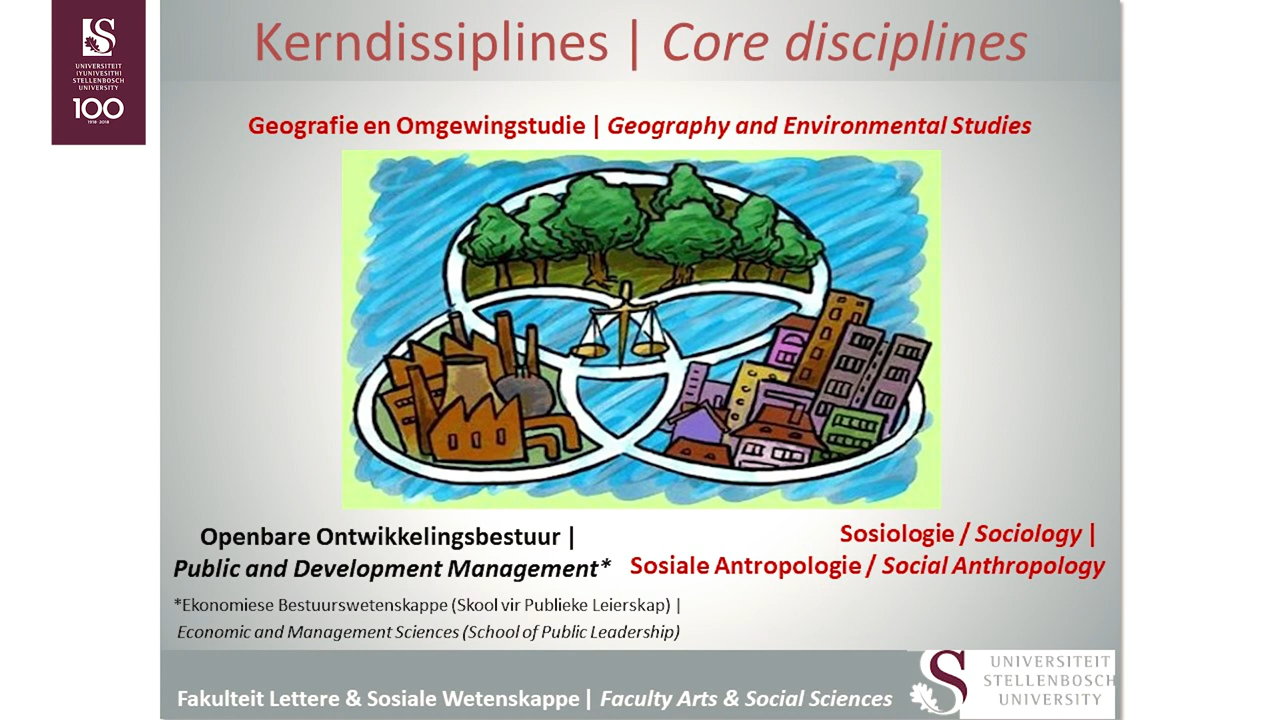 UNIVERSITEIT
IYUNIVESITHI
STELLENBOSCH
UNIVERSITY
100
1918 · 2018
Kerndissiplines | Core disciplines
Geografie en Omgewingstudie | Geography and Environmental Studies
Openbare Ontwikkelingsbestuur |
Public and Development Management*
Sosiologie / Sociology |
Sosiale Antropologie / Social Anthropology
*Ekonomiese Bestuurswetenskappe (Skool vir Publieke Leierskap) |
Economic and Management Sciences (School of Public Leadership)
Fakulteit Lettere & Sosiale Wetenskappe | Faculty Arts & Social Sciences
UNIVERSITEIT
STELLENBOSCH
UNIVERSITY